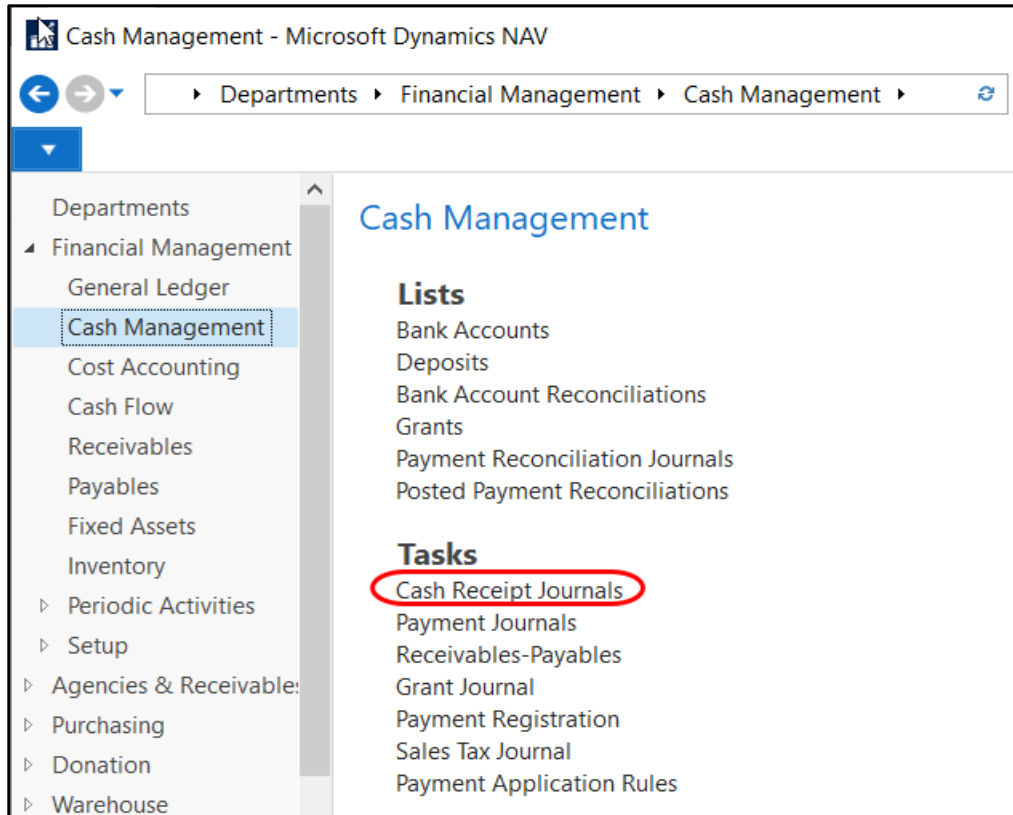 Cash Management - Microsoft Dynamics NAV
Departments Financial Management Cash Management
Departments
Financial Management
General Ledger
Cash Management
Cost Accounting
Cash Flow
Receivables
Payables
Fixed Assets
Inventory
Periodic Activities
Setup
Agencies & Receivables
Purchasing
Donation
Warehouse
Cash Management
Lists
Bank Accounts
Deposits
Bank Account Reconciliations
Grants
Payment Reconciliation Journals
Posted Payment Reconciliations
Tasks
Cash Receipt Journals
Payment Journals
Receivables-Payables
Grant Journal
Payment Registration
Sales Tax Journal
Payment Application Rules